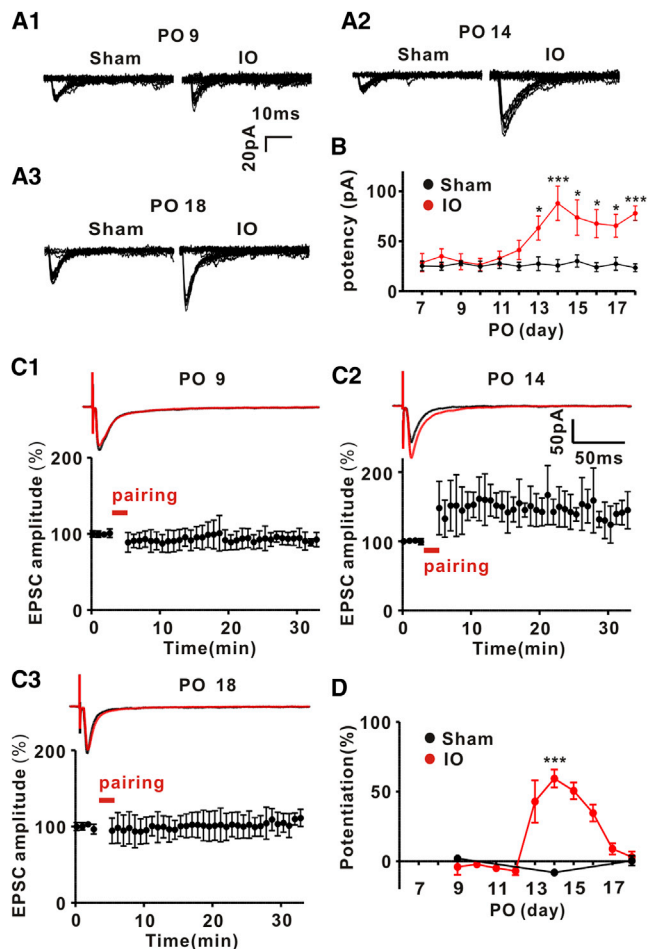 A1
PO 9
Sham IO
10ms
20pA
A2
PO 14
Sham IO
A3
PO 18
Sham IO
B
Sham
IO
***
*
*
*
*
***
100
50
0
potency (pA)
7 9 11 13 15 17
PO (day)
C1
PO 9
200
100
0
EPSC amplitude (%)
pairing
0 10 20 30
Time(min)
C2
PO 14
50pA
50ms
200
100
0
EPSC amplitude (%)
pairing
0 10 20 30
Time(min)
C3
PO 18
200
100
0
EPSC amplitude (%)
pairing
0 10 20 30
Time(min)
D
Sham
IO
***
100
50
0
Potentiation(%)
7 9 11 13 15 17
PO (day)